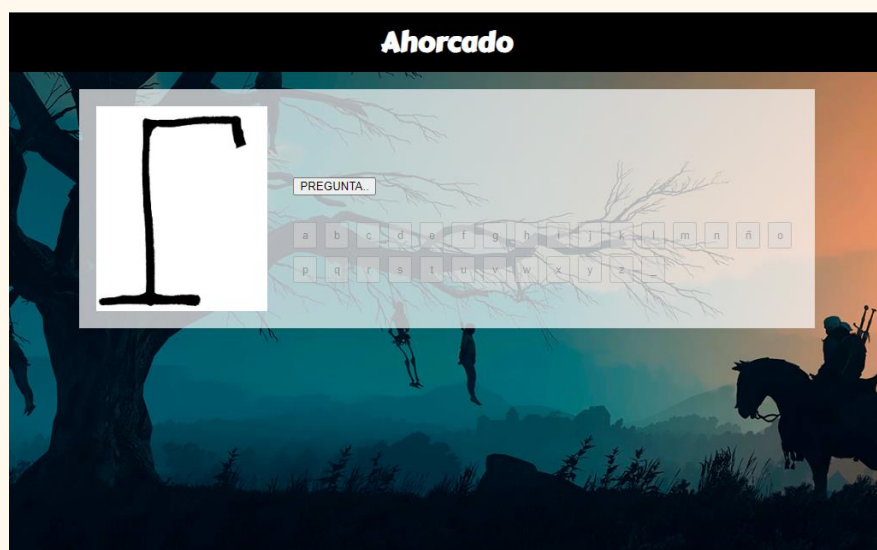 Ahorcado
PREGUNTA..
a b c d e f g h i j k l m n ñ o
p q r s t u v w x y z _